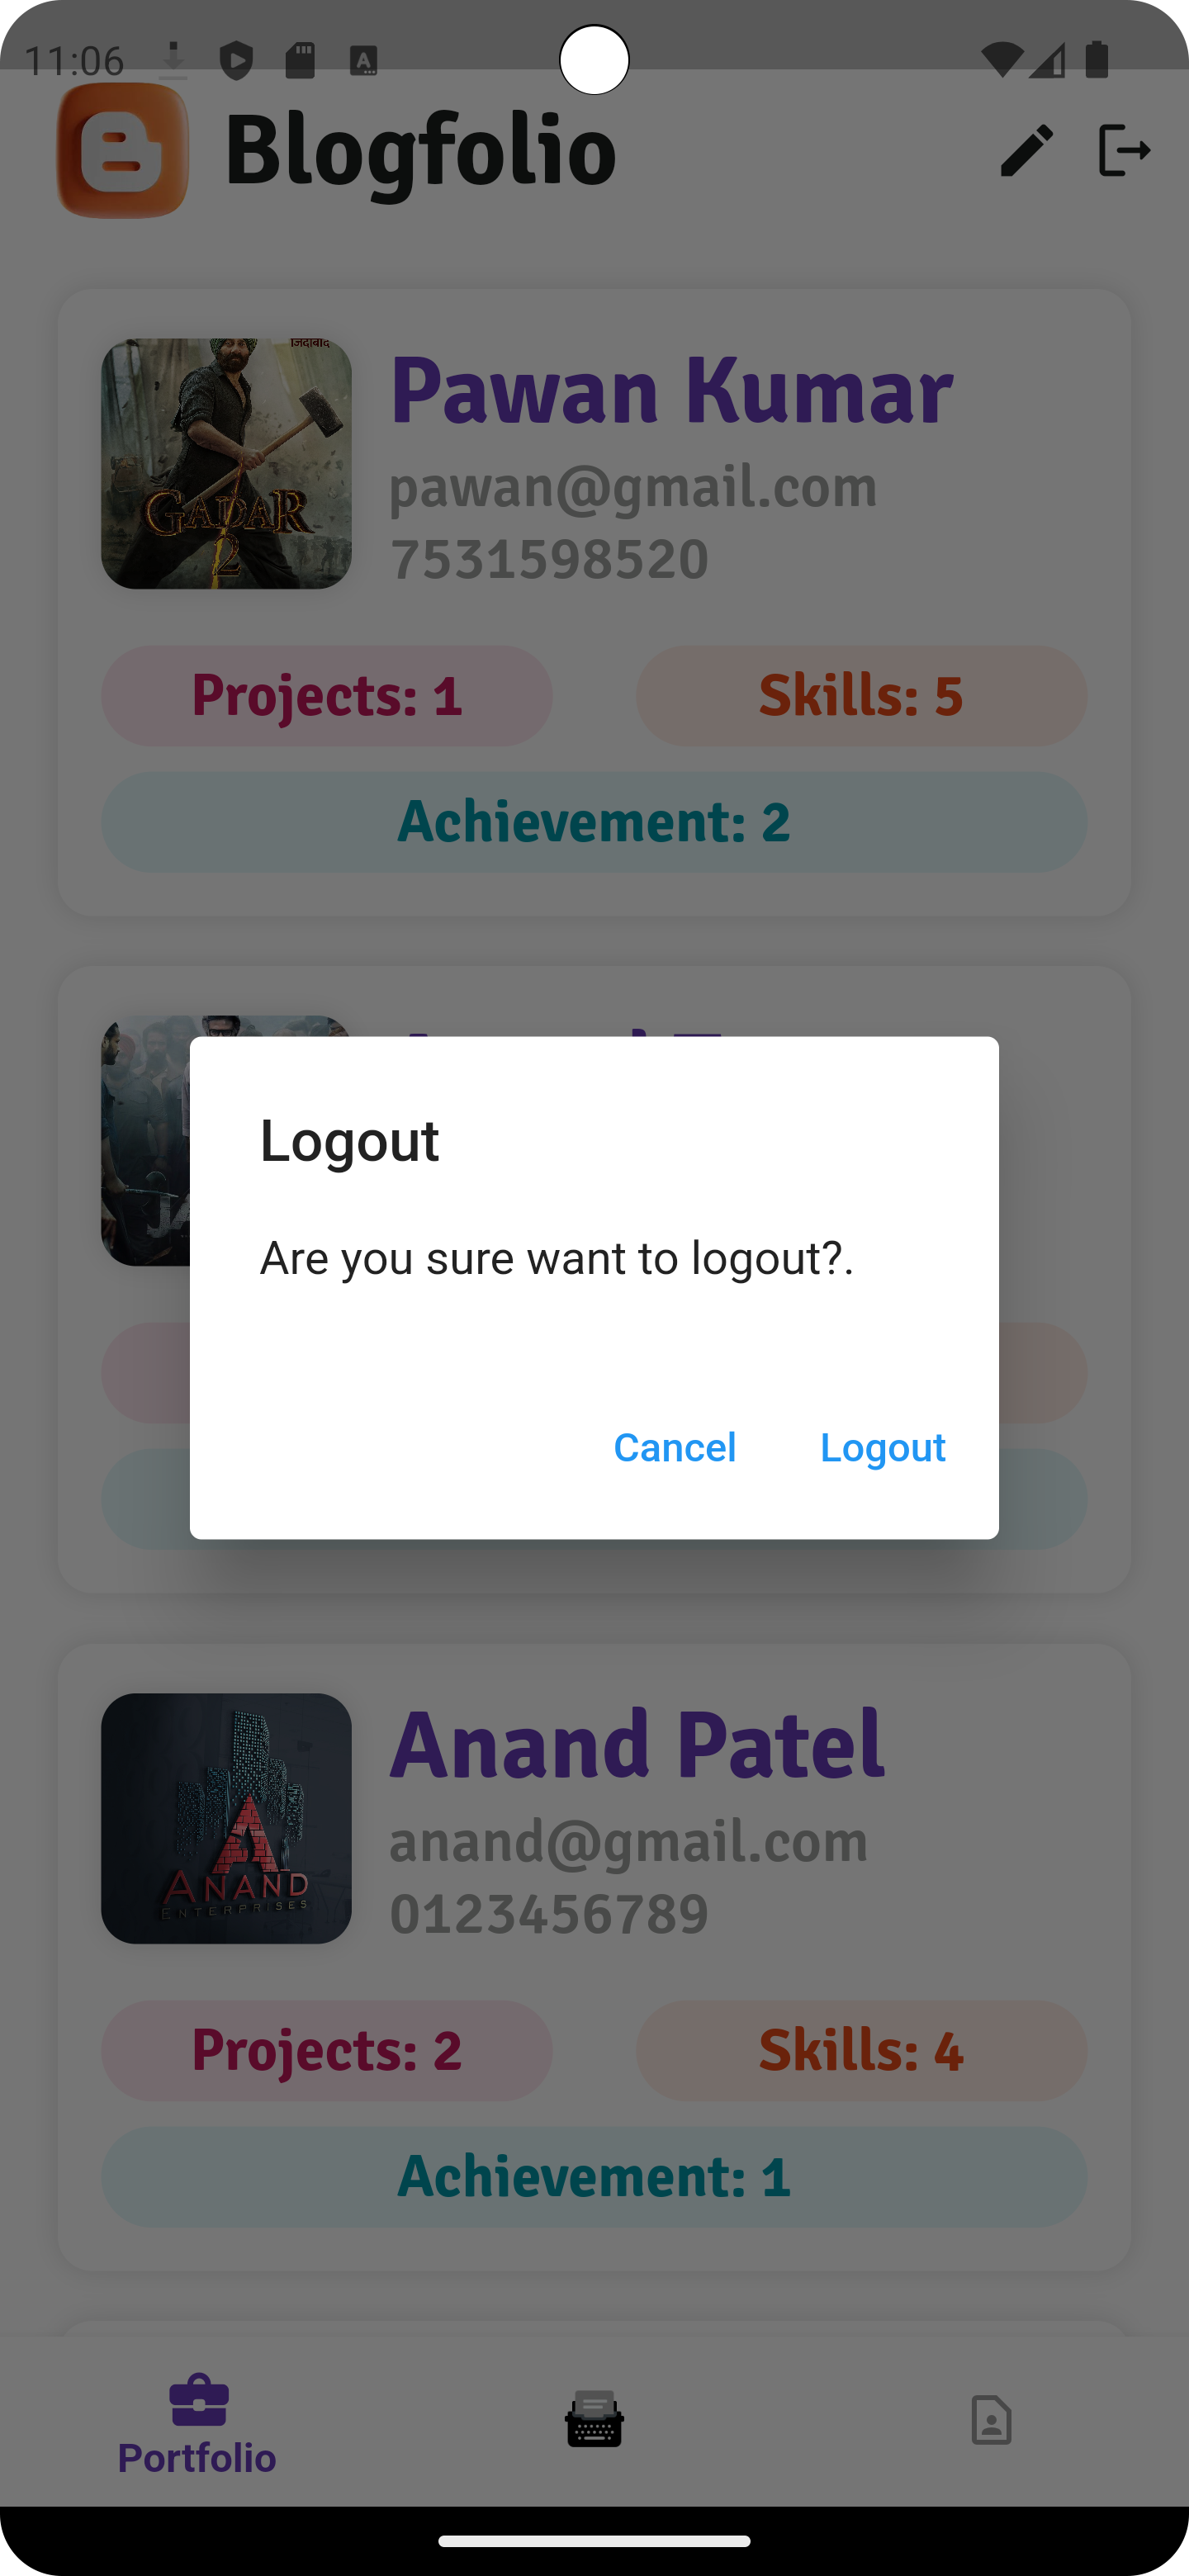 11:06
Blogfolio
जिंदाबाद
Pawan Kumar
pawan@gmail.com
7531598520
GADAR
2
Projects: 1
Skills: 5
Achievement: 2
Logout
Are you sure want to logout?.
Cancel
Logout
Anand Patel
anand@gmail.com
0123456789
A
ANAND
ENTERPRISES
Projects: 2
Skills: 4
Achievement: 1
Portfolio